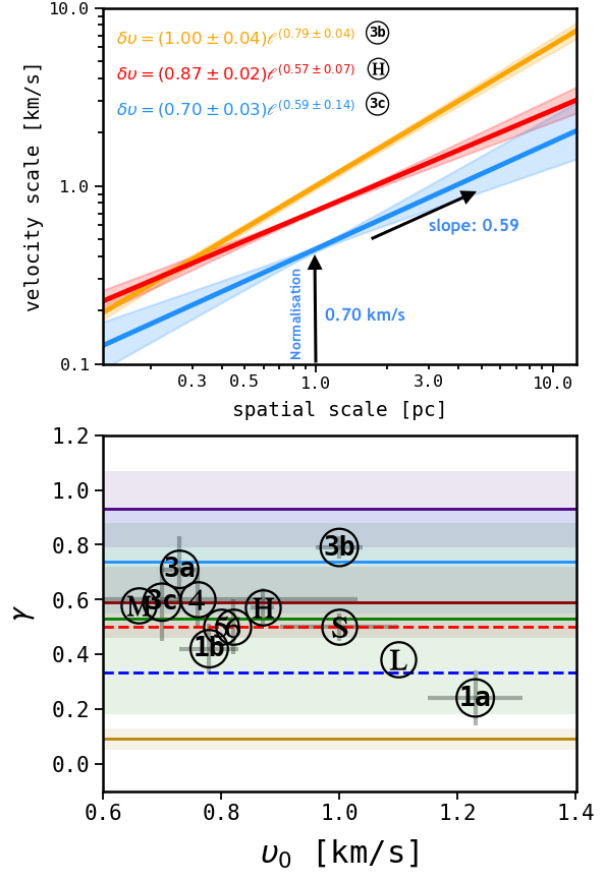 10.0
δυ = (1.00 ± 0.04)ℓ^(0.79 ± 0.04) 3b
δυ = (0.87 ± 0.02)ℓ^(0.57 ± 0.07) H
δυ = (0.70 ± 0.03)ℓ^(0.59 ± 0.14) 3c
velocity scale [km/s]
1.0
slope: 0.59
Normalisation
0.70 km/s
0.1
0.3 0.5 1.0 3.0 10.0
spatial scale [pc]
1.2
1.0
0.8
0.6
0.4
0.2
0.0
γ
3b
3a
M 3c 4 H
5 6 S
1b L
1a
0.6 0.8 1.0 1.2 1.4
υ₀ [km/s]